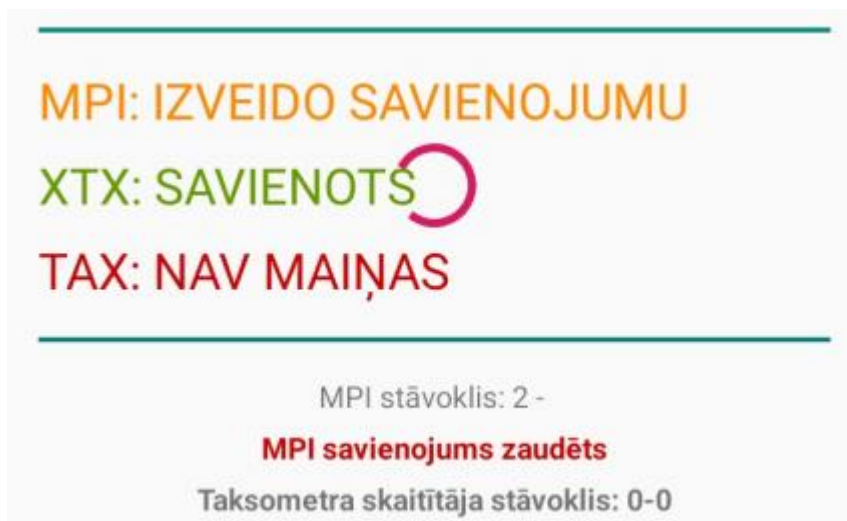 MPI: IZVEIDO SAVIENOJUMU
XTX: SAVIENOTS
TAX: NAV MAIŅAS
MPI stāvoklis: 2 -
MPI savienojums zaudēts
Taksometra skaitītāja stāvoklis: 0-0